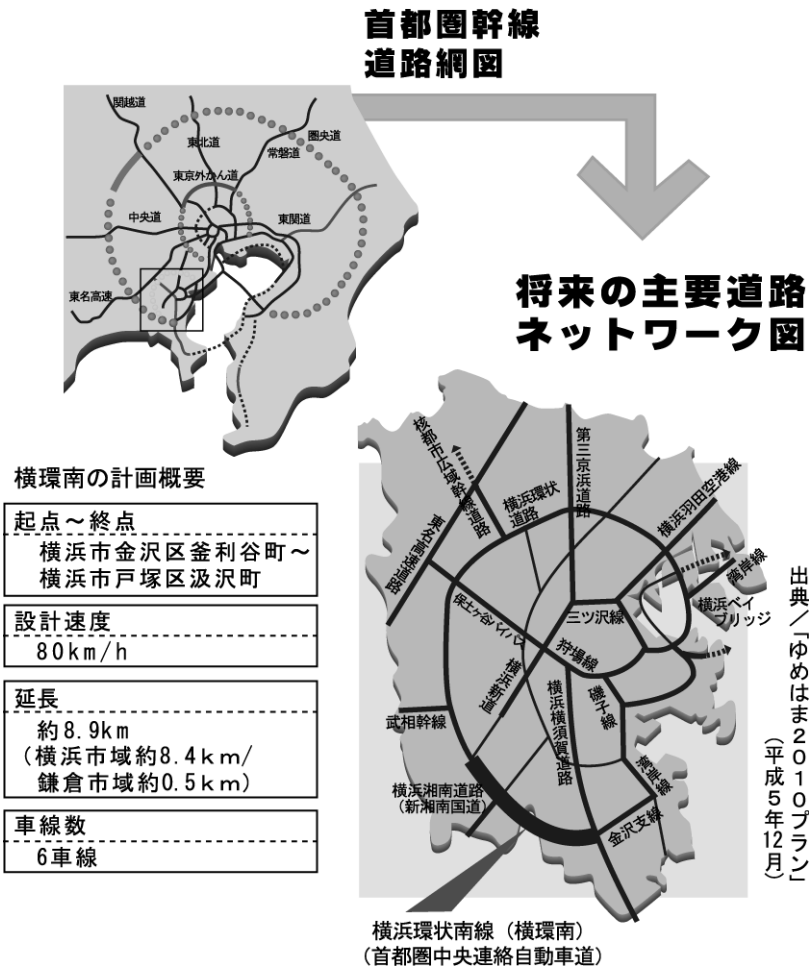 首都圏幹線
道路網図
関越道
東北道
圏央道
常磐道
東京外かん道
中央道
東関道
東名高速
将来の主要道路
ネットワーク図
核都市広域幹線道路
第三京浜道路
横浜環状
道路
横浜羽田空港線
東名高速道路
湾岸線
保土ヶ谷バイパス
三ツ沢線
横浜ベイ
ブリッジ
狩場線
横浜新道
横浜横須賀道路
磯子線
武相幹線
湾岸線
横浜湘南道路
(新湘南国道)
金沢支線
横浜環状南線(横環南)
(首都圏中央連絡自動車道)
出典/「ゆめはま2010プラン」
(平成5年12月)
横環南の計画概要
起点~終点
横浜市金沢区釜利谷町~
横浜市戸塚区汲沢町
設計速度
80km/h
延長
約8.9km
(横浜市域約8.4km/
鎌倉市域約0.5km)
車線数
6車線